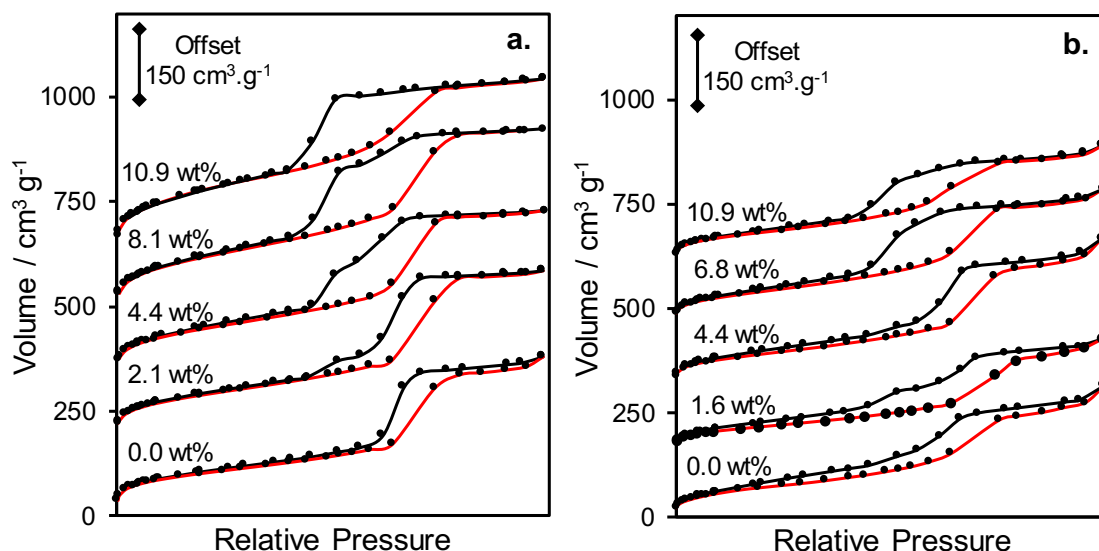 a.
Offset
150 cm³.g⁻¹
1000
750
500
250
0
Volume / cm³ g⁻¹
10.9 wt%
8.1 wt%
4.4 wt%
2.1 wt%
0.0 wt%
Relative Pressure
b.
Offset
150 cm³.g⁻¹
1000
750
500
250
0
Volume / cm³ g⁻¹
10.9 wt%
6.8 wt%
4.4 wt%
1.6 wt%
0.0 wt%
Relative Pressure